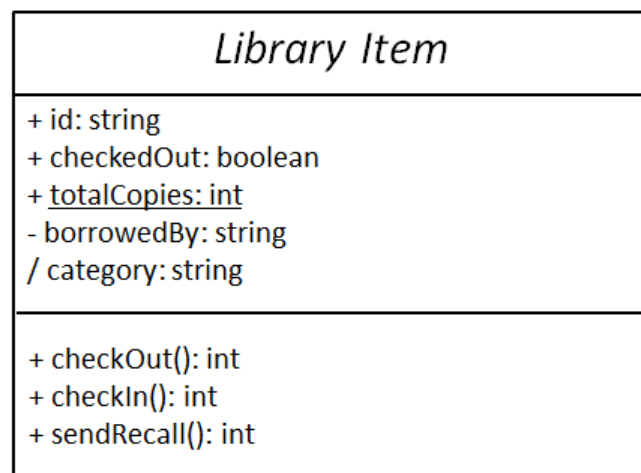 Library Item
+ id: string
+ checkedOut: boolean
+ totalCopies: int
- borrowedBy: string
/ category: string
+ checkOut(): int
+ checkIn(): int
+ sendRecall(): int